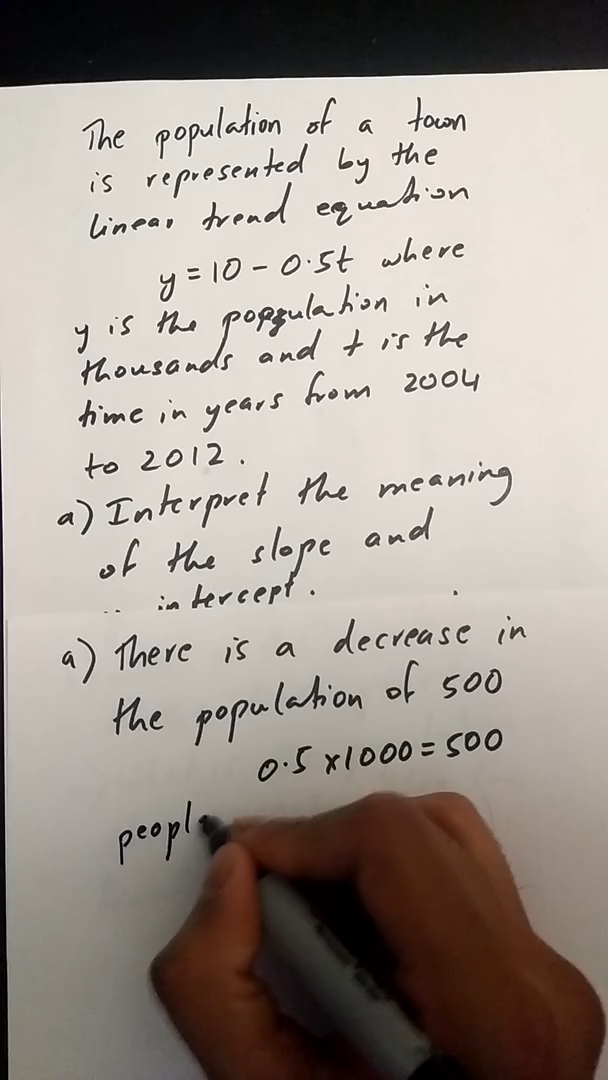 The population of a town
is represented by the
linear trend equation
y = 10 - 0.5t where
y is the population in
thousands and t is the
time in years from 2004
to 2012.
a) Interpret the meaning
of the slope and
intercept.
a) There is a decrease in
the population of 500
0.5 x 1000 = 500
people